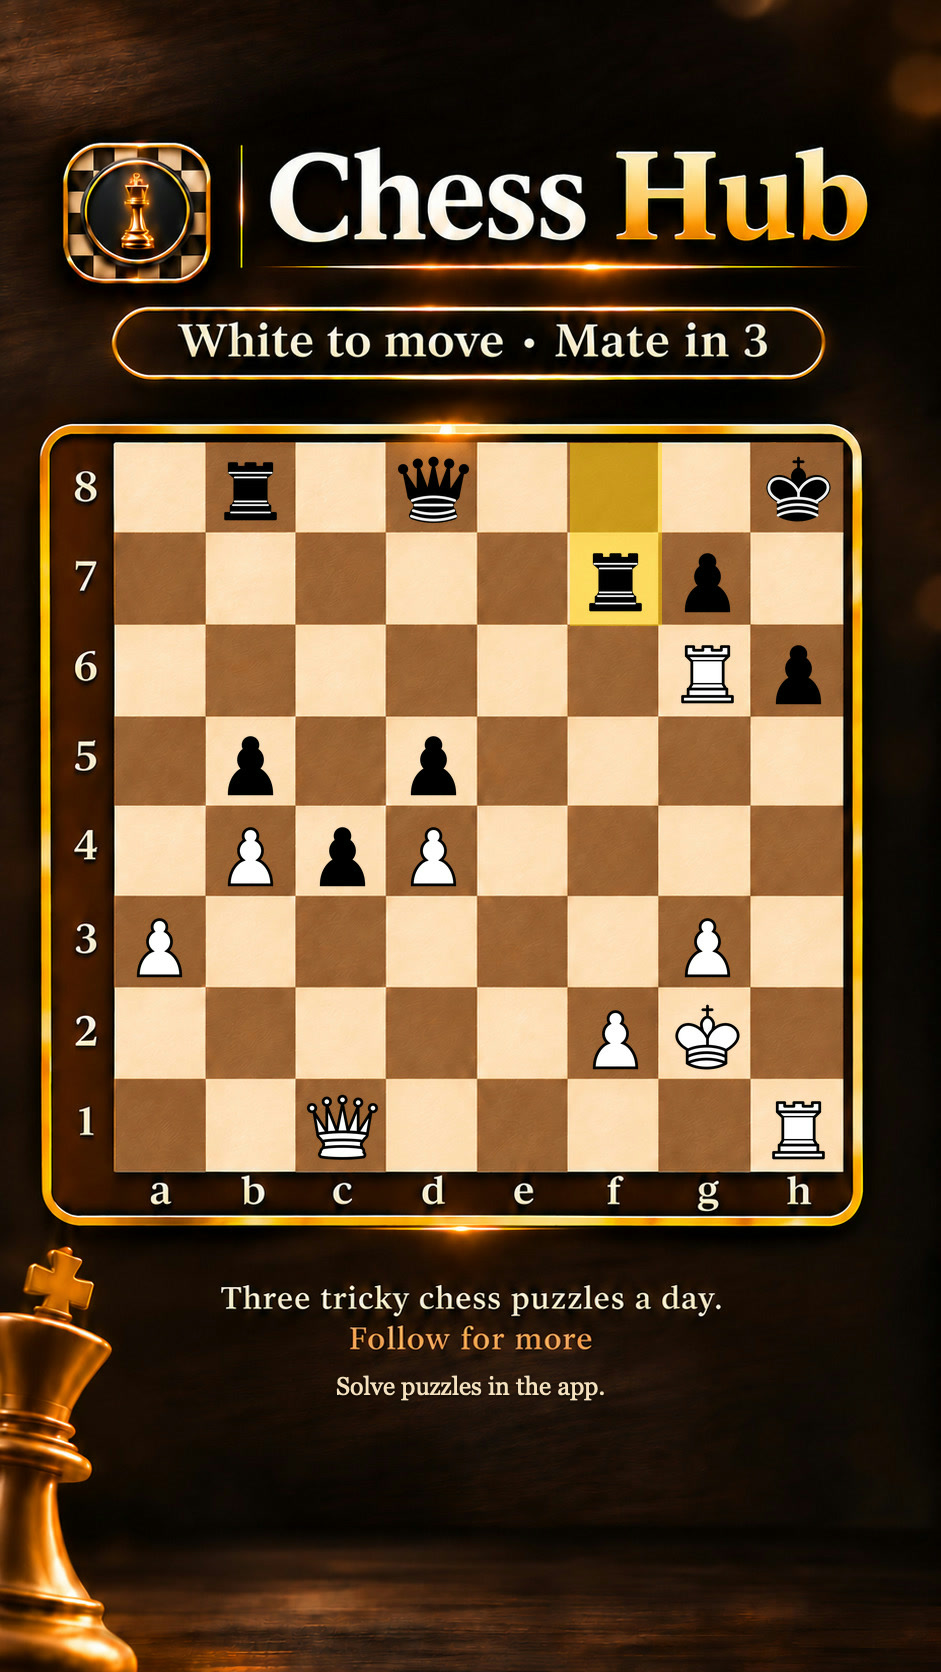 Chess Hub
White to move • Mate in 3
8
7
6
5
4
3
2
1
a b c d e f g h
Three tricky chess puzzles a day.
Follow for more
Solve puzzles in the app.